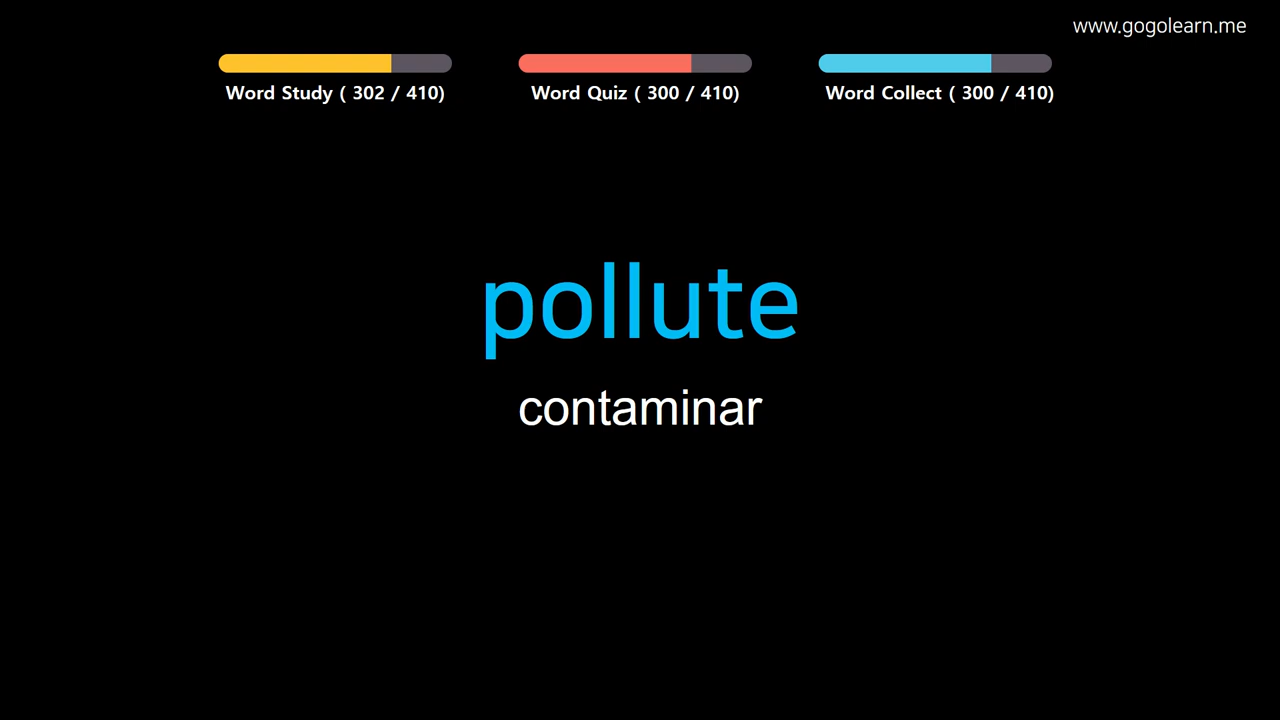 www.gogolearn.me
Word Study ( 302 / 410)
Word Quiz ( 300 / 410)
Word Collect ( 300 / 410)
pollute
contaminar